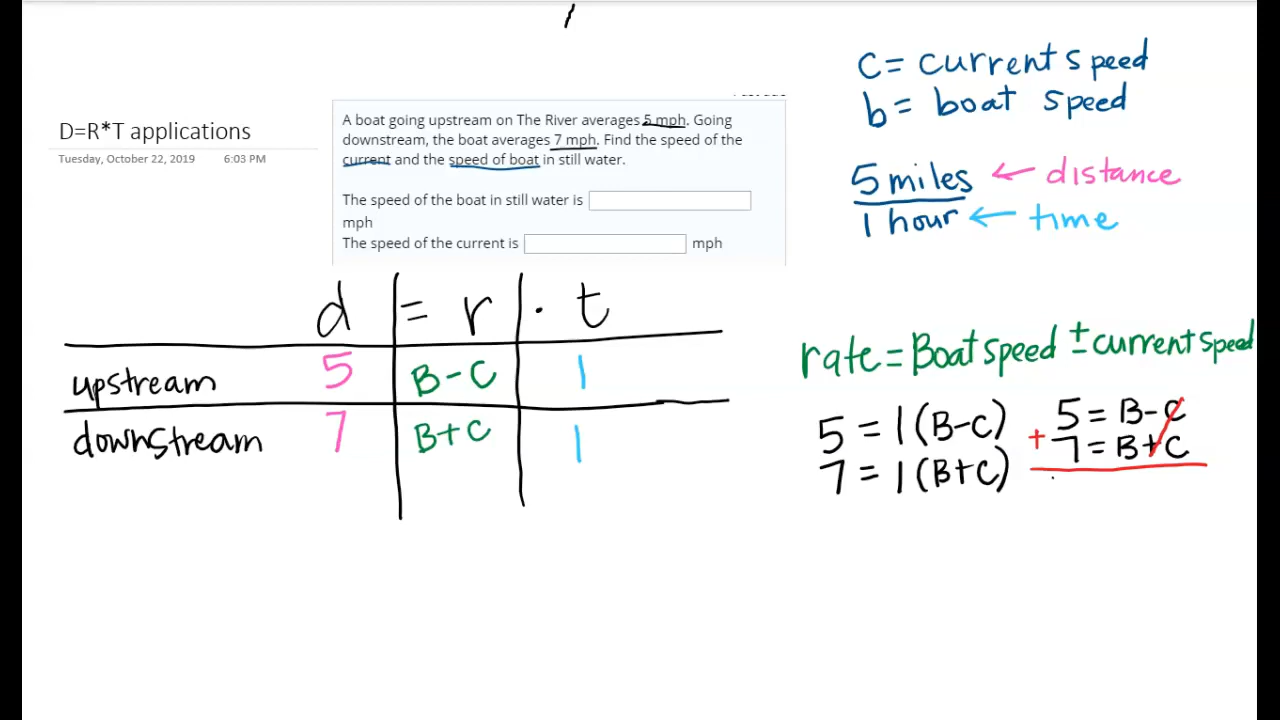 D=R*T applications
Tuesday, October 22, 2019 6:03 PM
A boat going upstream on The River averages 5 mph. Going
downstream, the boat averages 7 mph. Find the speed of the
current and the speed of boat in still water.
The speed of the boat in still water is
mph
The speed of the current is mph
c = current speed
b = boat speed
5 miles ← distance
1 hour ← time
d = r · t
upstream 5 B-C 1
downstream 7 B+C 1
rate = Boat speed ± current speed
5 = 1(B-C)
7 = 1(B+C)
5 = B-C
+ 7 = B+C